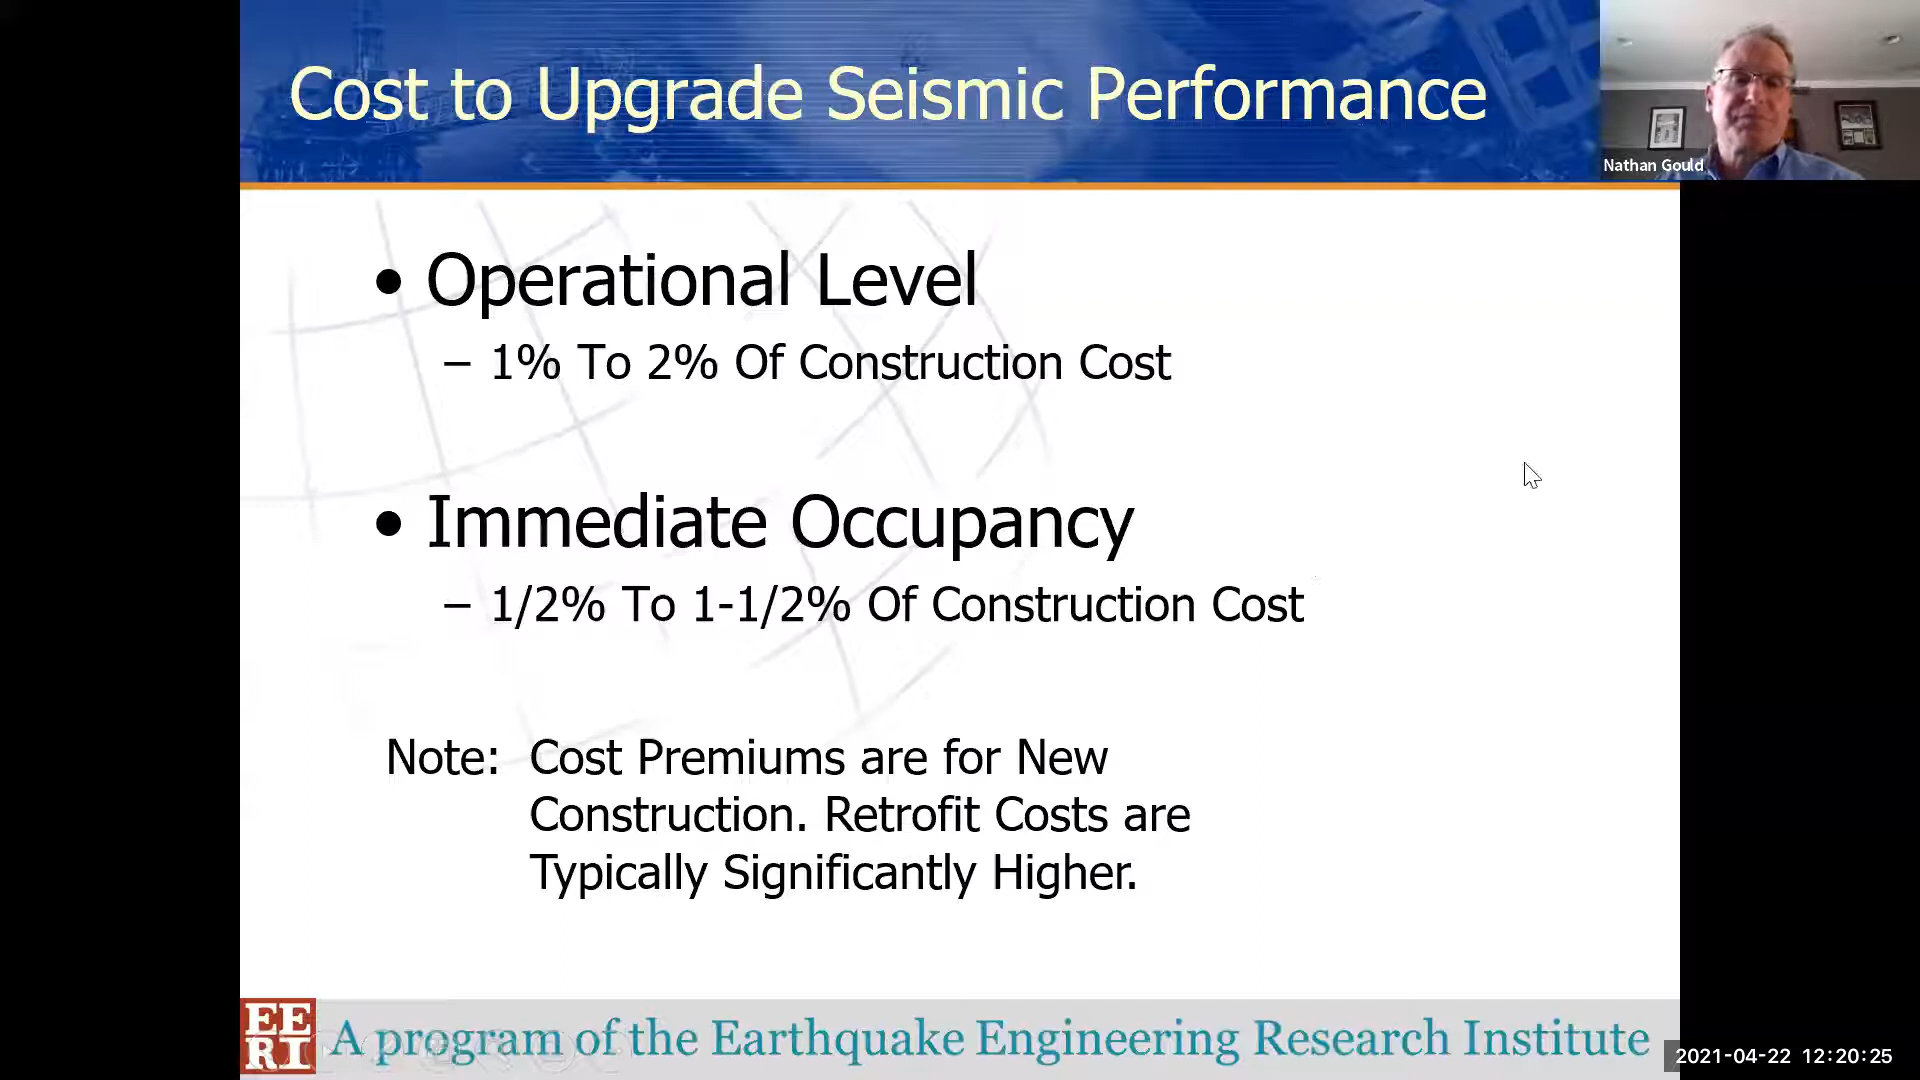 Cost to Upgrade Seismic Performance
Nathan Gould
• Operational Level
– 1% To 2% Of Construction Cost
• Immediate Occupancy
– 1/2% To 1-1/2% Of Construction Cost
Note: Cost Premiums are for New
Construction. Retrofit Costs are
Typically Significantly Higher.
EE
RI
A program of the Earthquake Engineering Research Institute
2021-04-22 12:20:25